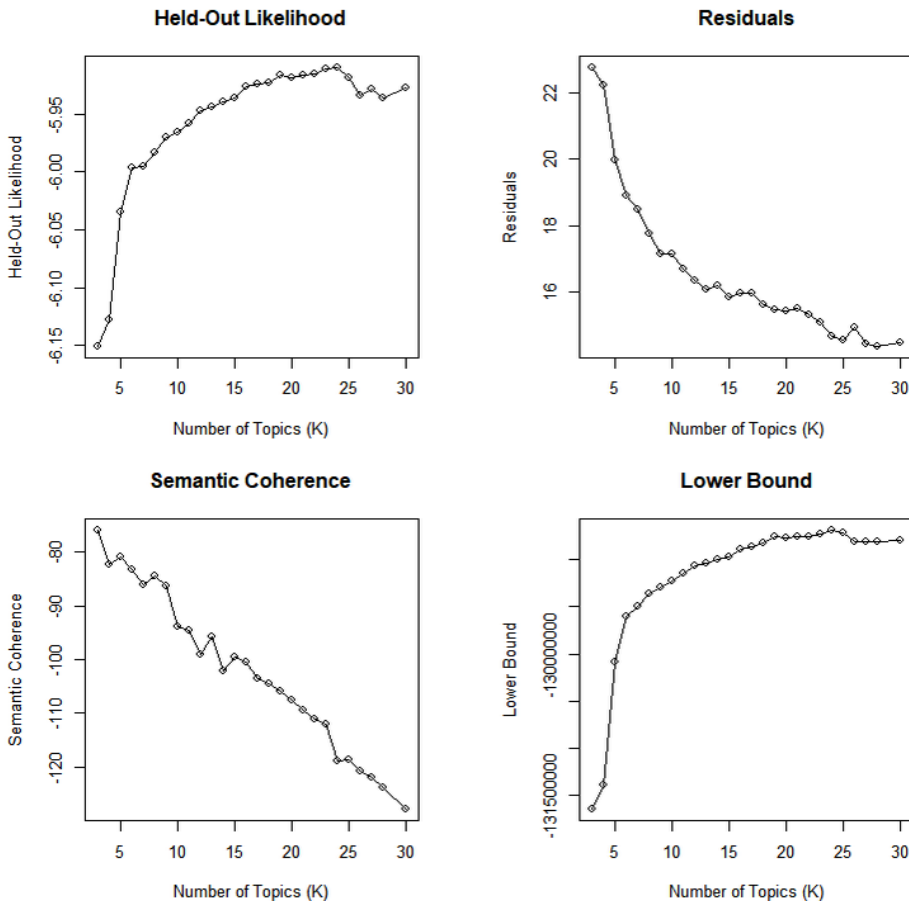 Held-Out Likelihood
Held-Out Likelihood
-6.15 -6.10 -6.05 -6.00 -5.95
5 10 15 20 25 30
Number of Topics (K)
Residuals
Residuals
16 18 20 22
5 10 15 20 25 30
Number of Topics (K)
Semantic Coherence
Semantic Coherence
-120 -110 -100 -90 -80
5 10 15 20 25 30
Number of Topics (K)
Lower Bound
Lower Bound
-131500000 -130000000
5 10 15 20 25 30
Number of Topics (K)